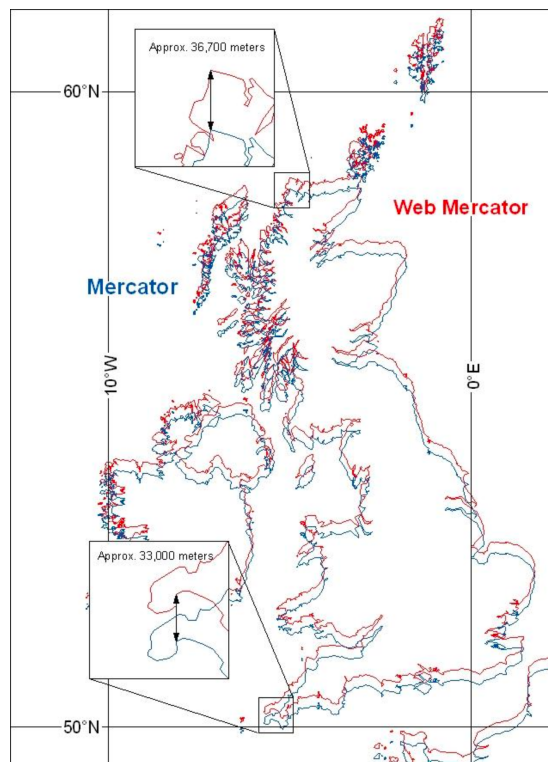 Approx. 36,700 meters
60°N
Web Mercator
Mercator
10°W
0°E
Approx. 33,000 meters
50°N